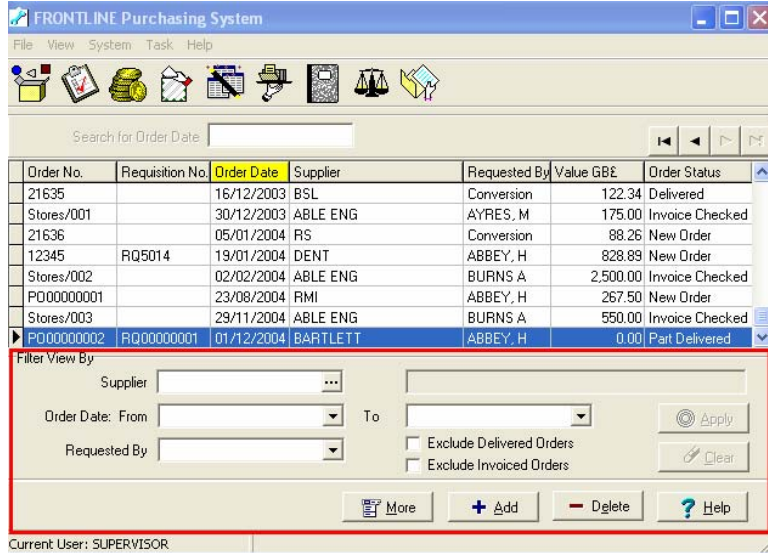 FRONTLINE Purchasing System
File View System Task Help
Search for Order Date
Order No. Requisition No. Order Date Supplier Requested By Value GB£ Order Status
21635 16/12/2003 BSL Conversion 122.34 Delivered
Stores/001 30/12/2003 ABLE ENG AYRES, M 175.00 Invoice Checked
21636 05/01/2004 RS Conversion 88.26 New Order
12345 RQ5014 19/01/2004 DENT ABBEY, H 828.89 New Order
Stores/002 02/02/2004 ABLE ENG BURNS A 2,500.00 Invoice Checked
PO00000001 23/08/2004 RMI ABBEY, H 267.50 New Order
Stores/003 29/11/2004 ABLE ENG BURNS A 550.00 Invoice Checked
PO00000002 RQ00000001 01/12/2004 BARTLETT ABBEY, H 0.00 Part Delivered
Filter View By
Supplier ...
Order Date: From To Apply
Requested By Exclude Delivered Orders
Exclude Invoiced Orders Clear
More Add Delete Help
Current User: SUPERVISOR